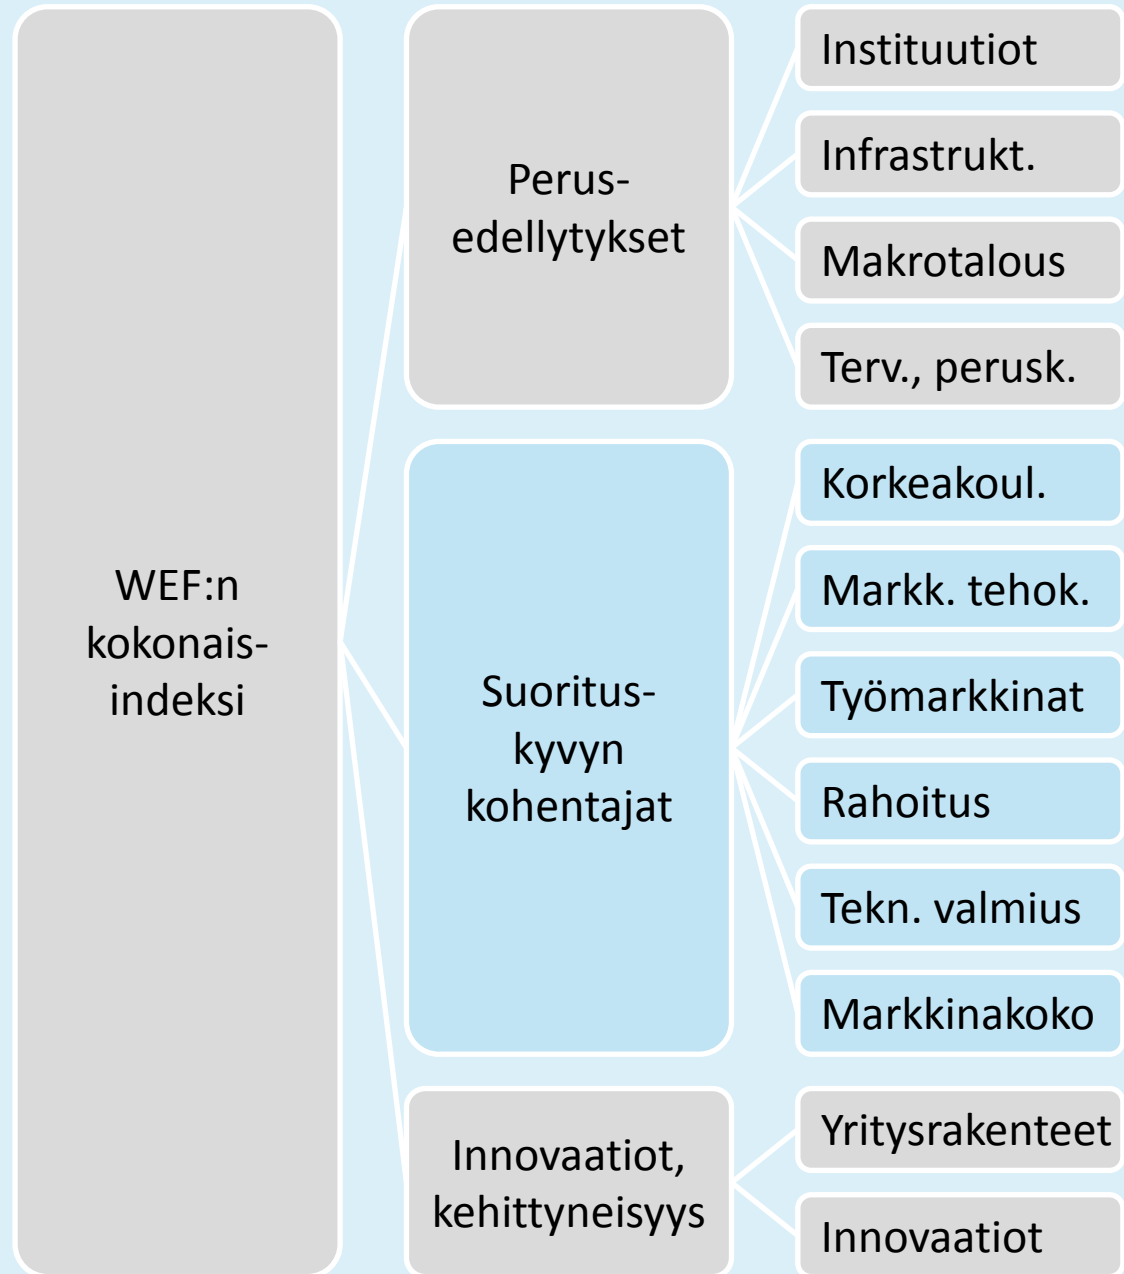 WEF:n
kokonais-
indeksi
Perus-
edellytykset
Instituutiot
Infrastrukt.
Makrotalous
Terv., perusk.
Suoritus-
kyvyn
kohentajat
Korkeakoul.
Markk. tehok.
Työmarkkinat
Rahoitus
Tekn. valmius
Markkinakoko
Innovaatiot,
kehittyneisyys
Yritysrakenteet
Innovaatiot